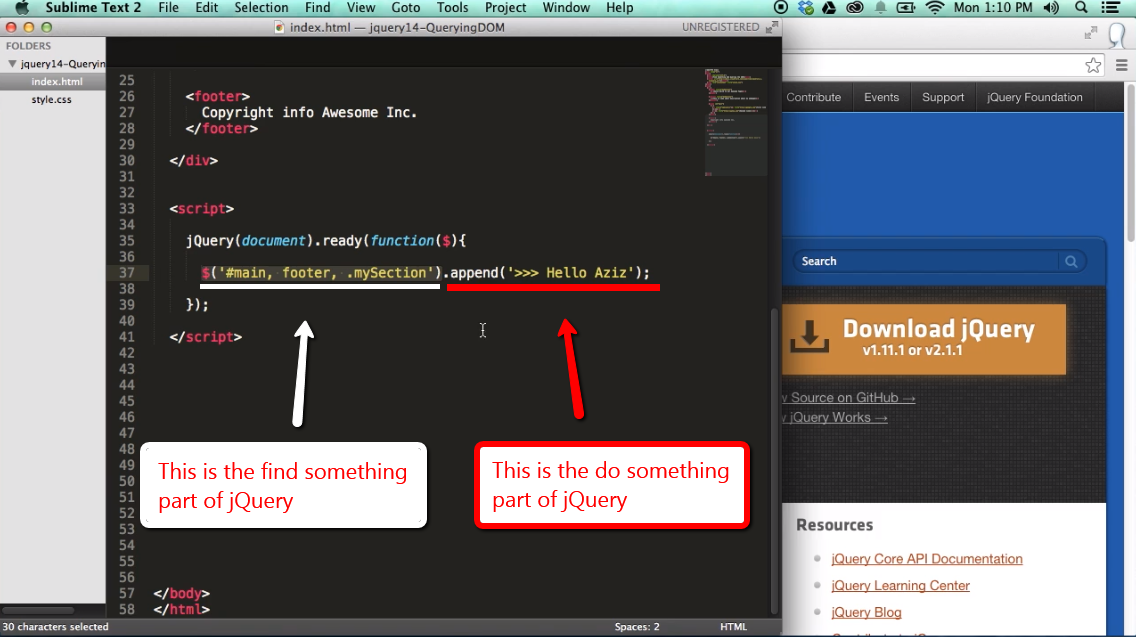 Sublime Text 2 File Edit Selection Find View Goto Tools Project Window Help Mon 1:10 PM
index.html — jquery14-QueryingDOM UNREGISTERED
FOLDERS
jquery14-Queryin
index.html
style.css
25
26 <footer>
27 Copyright info Awesome Inc.
28 </footer>
29
30 </div>
31
32
33 <script>
34
35 jQuery(document).ready(function($){
36
37 $('#main, footer, .mySection').append('>>> Hello Aziz');
38
39 });
40
41 </script>
42
43
44
45
46
47
48
49
50
51
52
53
54
55
56
57 </body>
58 </html>
This is the find something
part of jQuery
This is the do something
part of jQuery
30 characters selected Spaces: 2 HTML
Contribute Events Support jQuery Foundation
Search
Download jQuery
v1.11.1 or v2.1.1
Source on GitHub →
jQuery Works →
Resources
jQuery Core API Documentation
jQuery Learning Center
jQuery Blog